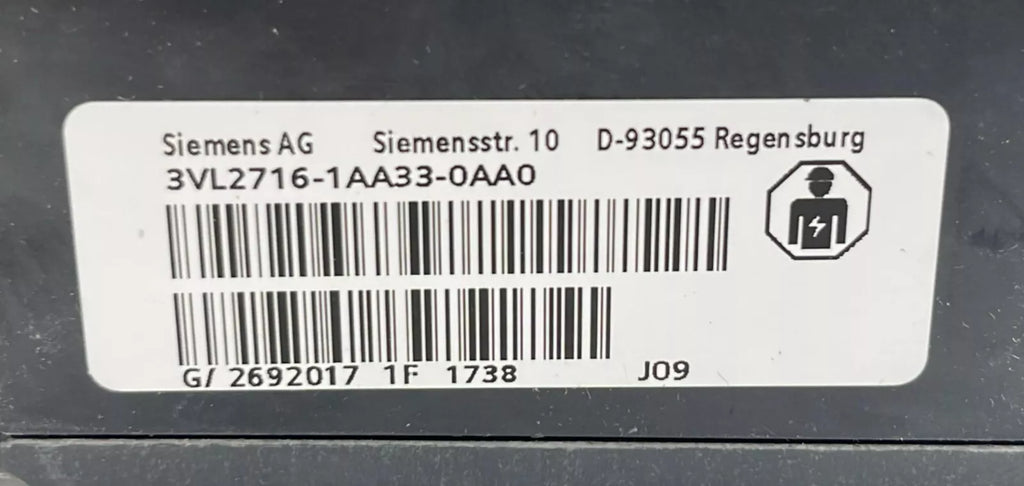 Siemens AG Siemensstr. 10 D-93055 Regensburg
3VL2716-1AA33-0AA0
G/ 2692017 1F 1738 J09